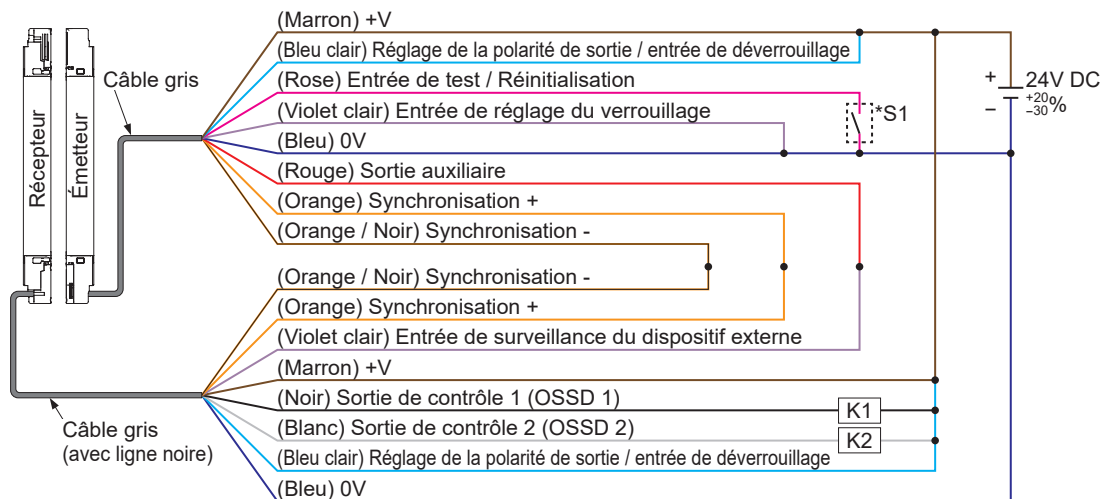 (Marron) +V
(Bleu clair) Réglage de la polarité de sortie / entrée de déverrouillage
Câble gris
(Rose) Entrée de test / Réinitialisation
(Violet clair) Entrée de réglage du verrouillage
(Bleu) 0V
(Rouge) Sortie auxiliaire
(Orange) Synchronisation +
(Orange / Noir) Synchronisation -
+
24V DC
+20
−30 %
−
*S1
Récepteur
Émetteur
(Orange / Noir) Synchronisation -
(Orange) Synchronisation +
(Violet clair) Entrée de surveillance du dispositif externe
(Marron) +V
(Noir) Sortie de contrôle 1 (OSSD 1)
K1
(Blanc) Sortie de contrôle 2 (OSSD 2)
K2
(Bleu clair) Réglage de la polarité de sortie / entrée de déverrouillage
(Bleu) 0V
Câble gris
(avec ligne noire)